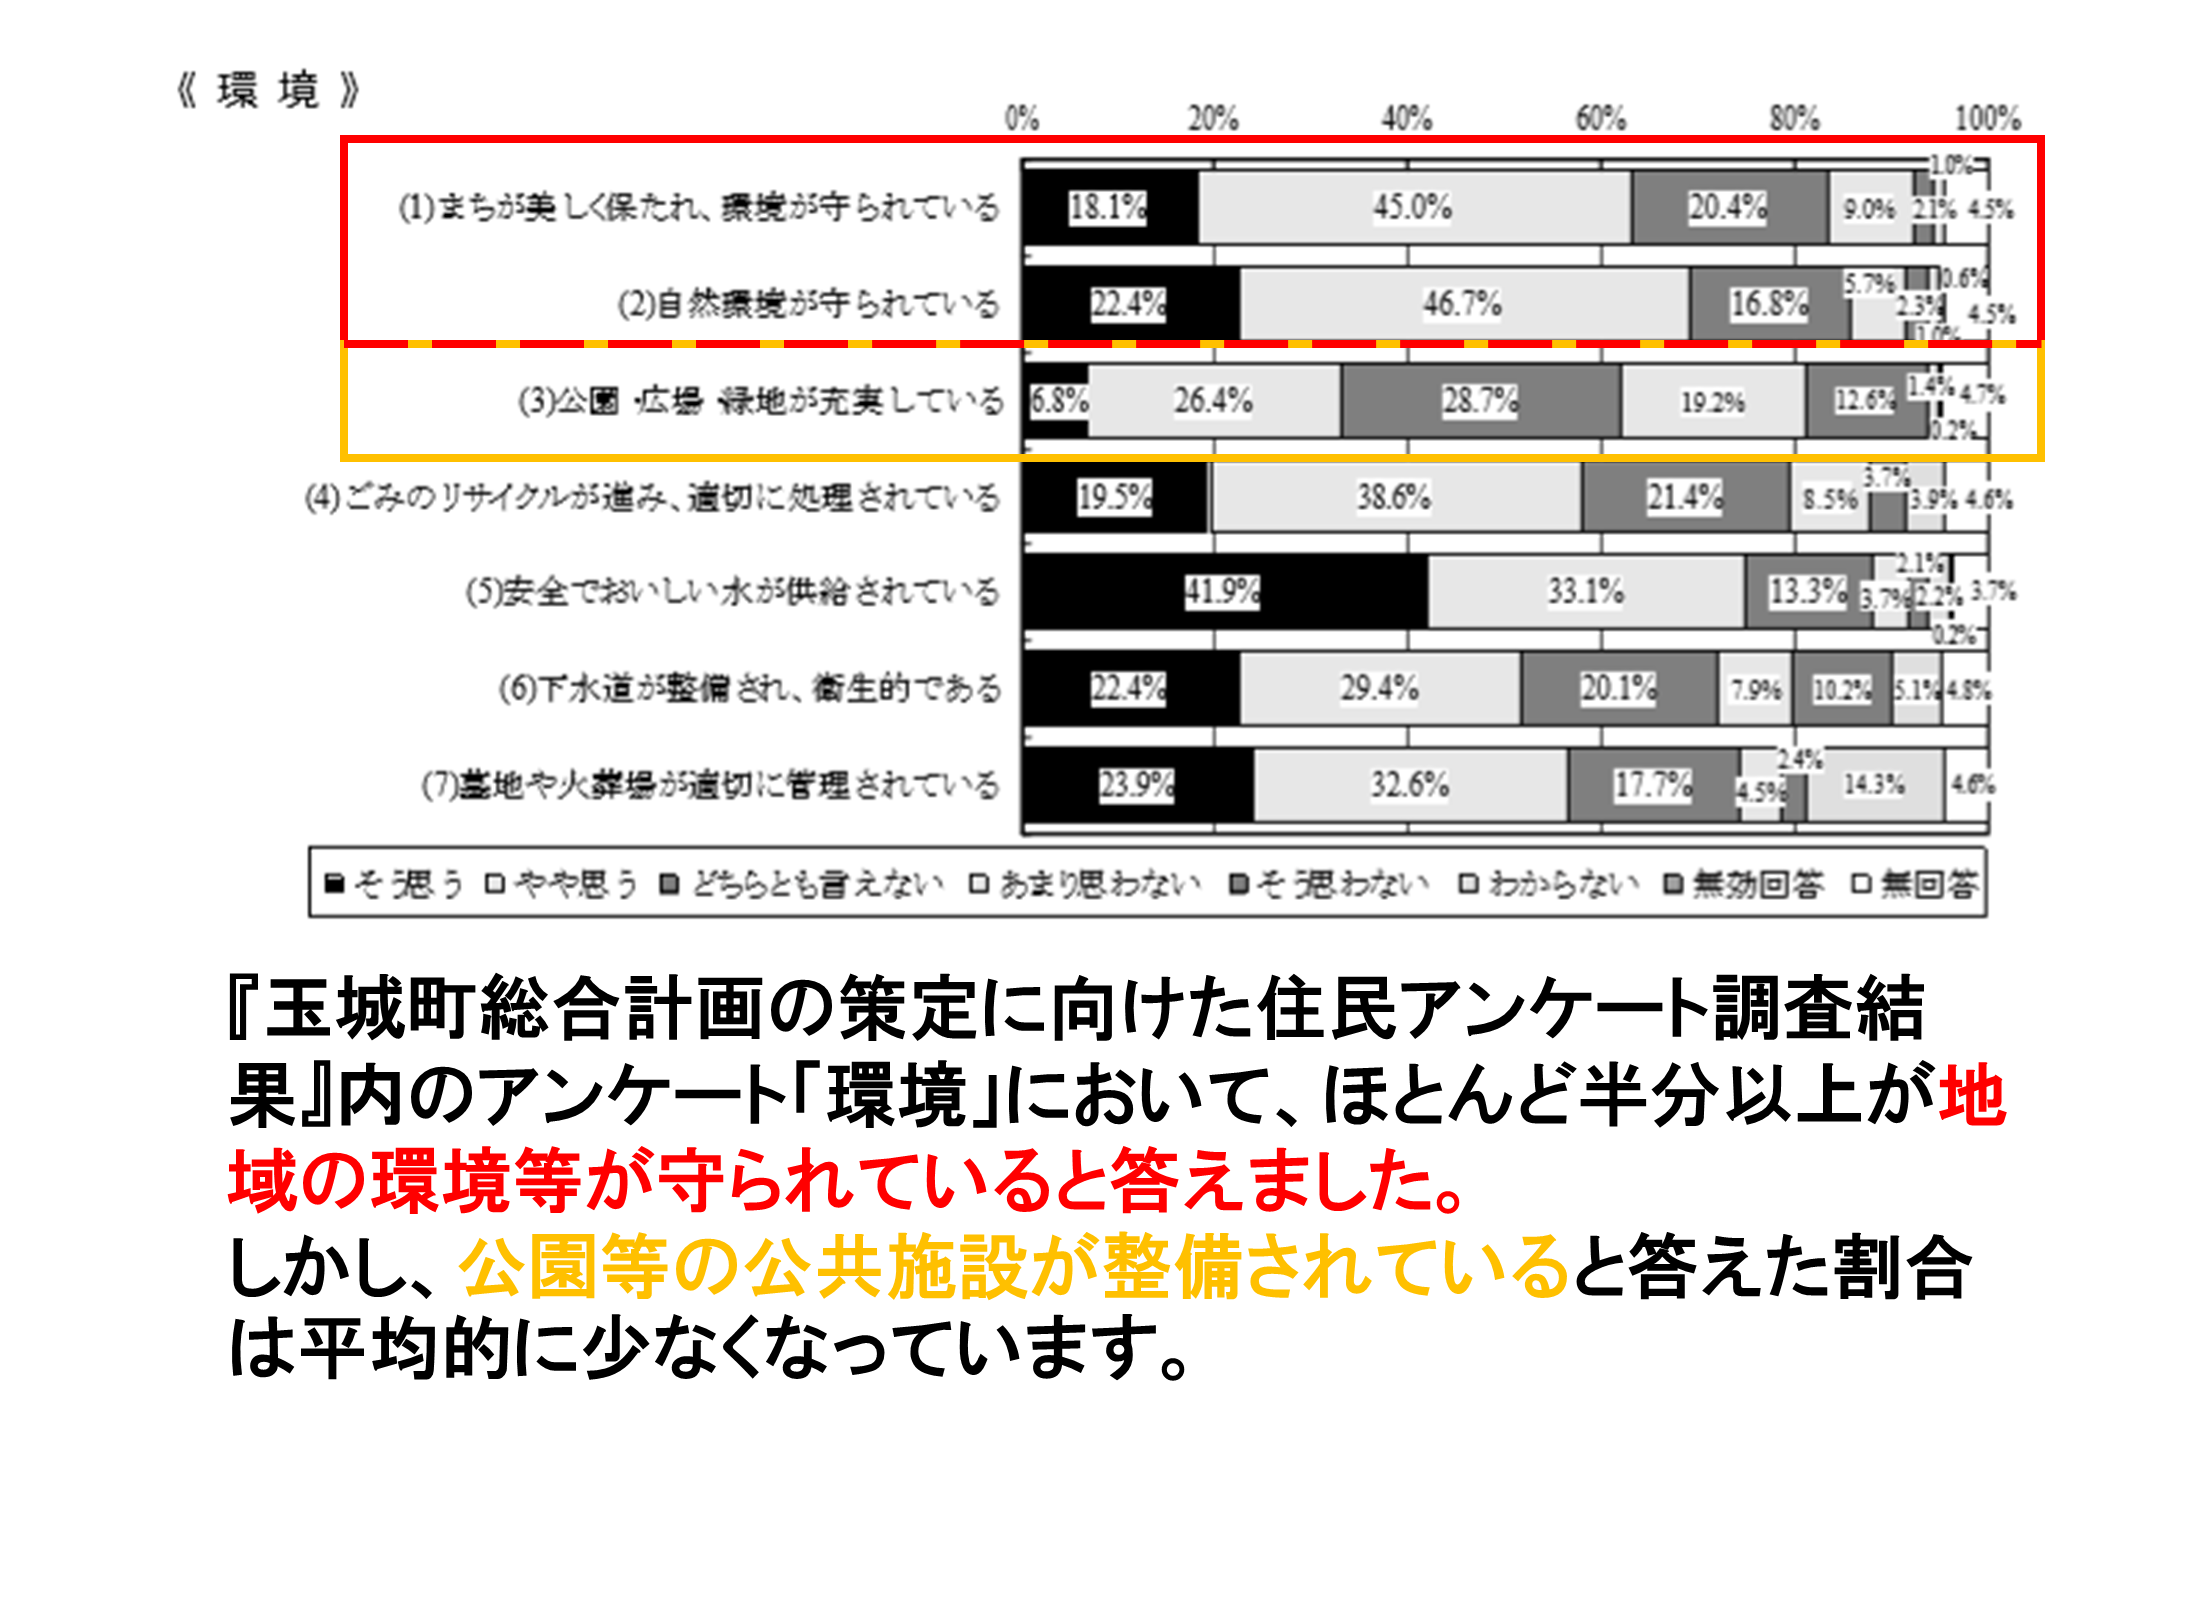 《 環 境 》
0% 20% 40% 60% 80% 100%
1.0%
(1)まちが美しく保たれ、環境が守られている 18.1% 45.0% 20.4% 9.0% 2.1% 4.5%
(2)自然環境が守られている 22.4% 46.7% 16.8% 5.7% 2.3% 0.6% 4.5%
1.0%
(3)公園・広場・緑地が充実している 6.8% 26.4% 28.7% 19.2% 12.6% 1.4% 4.7%
0.2%
(4)ごみのリサイクルが進み、適切に処理されている 19.5% 38.6% 21.4% 8.5% 3.7% 3.9% 4.6%
(5)安全でおいしい水が供給されている 41.9% 33.1% 13.3% 3.7% 2.1% 2.2% 3.7%
0.2%
(6)下水道が整備され、衛生的である 22.4% 29.4% 20.1% 7.9% 10.2% 5.1% 4.8%
(7)墓地や火葬場が適切に管理されている 23.9% 32.6% 17.7% 4.5% 2.4% 14.3% 4.6%
そう思う やや思う どちらとも言えない あまり思わない そう思わない わからない 無効回答 無回答
『玉城町総合計画の策定に向けた住民アンケート調査結
果』内のアンケート「環境」において、ほとんど半分以上が地
域の環境等が守られていると答えました。
しかし、公園等の公共施設が整備されていると答えた割合
は平均的に少なくなっています。